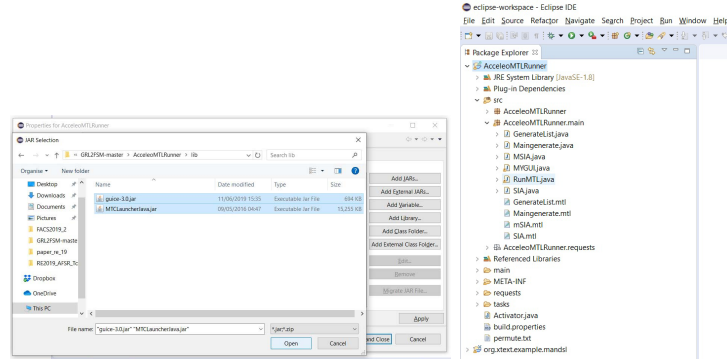 eclipse-workspace - Eclipse IDE
File Edit Source Refactor Navigate Search Project Run Window Help
Package Explorer
AcceleoMTLRunner
JRE System Library [JavaSE-1.8]
Plug-in Dependencies
src
AcceleoMTLRunner
AcceleoMTLRunner.main
GenerateList.java
Maingenerate.java
MSIA.java
MYGUI.java
RunMTL.java
SIA.java
GenerateList.mtl
Maingenerate.mtl
mSIA.mtl
SIA.mtl
AcceleoMTLRunner.requests
Referenced Libraries
main
META-INF
requests
tasks
Activator.java
build.properties
permute.txt
org.xtext.example.mandsl
Properties for AcceleoMTLRunner
JAR Selection
« GRL2FSM-master › AcceleoMTLRunner › lib
Search lib
Organise
New folder
Desktop
Downloads
Documents
Pictures
FACS2019_2
GRL2FSM-maste
paper_re_19
RE2019_AFSR_Tc
Dropbox
OneDrive
This PC
Name Date modified Type Size
guice-3.0.jar 11/06/2019 15:35 Executable Jar File 694 KB
MTCLauncherJava.jar 09/05/2016 04:47 Executable Jar File 15,255 KB
File name: "guice-3.0.jar" "MTCLauncherJava.jar"
*.jar;*.zip
Open Cancel
Add JARs...
Add External JARs...
Add Variable...
Add Library...
Add Class Folder...
Add External Class Folder...
Edit...
Remove
Migrate JAR File...
Apply
and Close Cancel